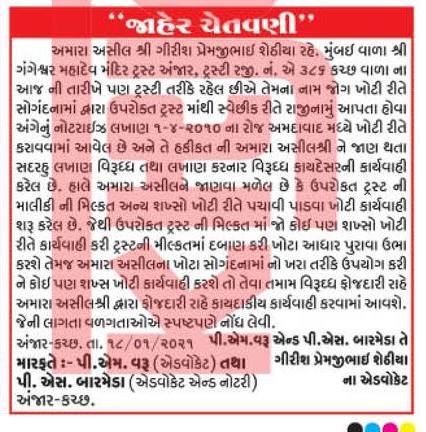 “જાહેર ચેતવણી”
અમારા અસીલ શ્રી ગીરીશ પ્રેમજીભાઈ શેઠીયા રહે. મુંબઈ વાળા શ્રી
ગંગેશ્વર મહાદેવ મંદિર ટ્રસ્ટ અંજાર, ટ્રસ્ટી રજી. નં. એ ૩૮૬ કચ્છ વાળા ના
આજ ની તારીખે પણ ટ્રસ્ટી તરીકે રહેલ છીએ તેમના નામ જોગ ખોટી રીતે
સોગંદનામા દ્વારા ઉપરોકત ટ્રસ્ટ માંથી સ્વેછીક રીતે રાજીનામું આપતા હોવા
અંગેનું નોટરાઈઝ લખાણ ૧-૪-૨૦૧૦ ના રોજ અમદાવાદ મધ્યે ખોટી રીતે
કરાવવામાં આવેલ છે અને તે હકીકત ની અમારા અસીલશ્રી ને જાણ થતા
સદરહુ લખાણ વિરૂધ્ધ તથા લખાણ કરનાર વિરૂધ્ધ કાયદેસરની કાર્યવાહી
કરેલ છે. હાલે અમારા અસીલને જાણવા મળેલ છે કે ઉપરોકત ટ્રસ્ટ ની
માલીકી ની મિલ્કત અન્ય શખ્સો ખોટી રીતે પચાવી પાડવા ખોટી કાર્યવાહી
શરૂ કરેલ છે. જેથી ઉપરોકત ટ્રસ્ટ ની મિલ્કત માં જો કોઈ પણ શખ્સો ખોટી
રીતે કાર્યવાહી કરી ટ્રસ્ટની મીલ્કતમાં દબાણ કરી ખોટા આધાર પુરાવા ઉભા
કરશે તેમજ અમારા અસીલના ખોટા સોગંદનામા નો ખરા તરીકે ઉપયોગ કરી
ને કોઈ પણ શખ્સ ખોટી કાર્યવાહી કરશે તો તેવા તમામ વિરૂધ્ધ ફોજદારી રાહે
અમારા અસીલશ્રી દ્વારા ફોજદારી રાહે કાયદાકીય કાર્યવાહી કરવામાં આવશે.
જેની લાગતા વળગતાઓ સ્પષ્ટપણે નોંધ લેવી.
અંજાર-કચ્છ. તા. ૧૮/૦૧/૨૦૨૧ પી.એમ.વરૂ એન્ડ પી.એસ. બારમેડા તે
મારફતે :- પી.એમ. વરૂ (એડવોકેટ) તથા ગીરીશ પ્રેમજીભાઈ શેઠીયા
પી. એસ. બારમેડા (એડવોકેટ એન્ડ નોટરી) ના એડવોકેટ
અંજાર-કચ્છ.